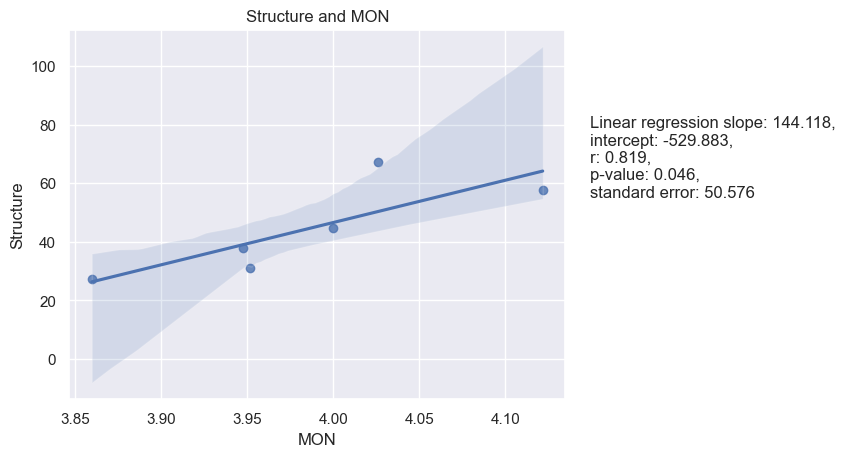 Structure and MON
Structure
100
80
60
40
20
0
3.85
3.90
3.95
4.00
4.05
4.10
MON
Linear regression slope: 144.118,
intercept: -529.883,
r: 0.819,
p-value: 0.046,
standard error: 50.576